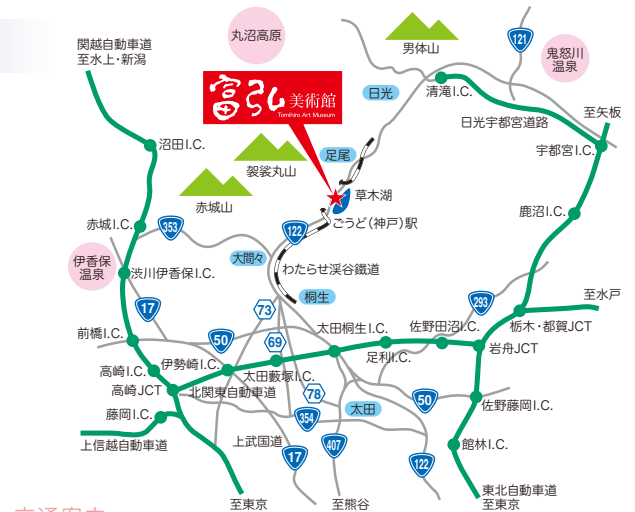 関越自動車道
至水上・新潟
丸沼高原
男体山
121
鬼怒川
温泉
富弘美術館
Tomihiro Art Museum
日光
清滝I.C.
日光宇都宮道路
至矢板
宇都宮I.C.
沼田I.C.
袈裟丸山
足尾
赤城山
草木湖
鹿沼I.C.
赤城I.C.
353
122
ごうど(神戸)駅
伊香保
温泉
渋川伊香保I.C.
大間々
わたらせ渓谷鐵道
桐生
至水戸
17
73
293
前橋I.C.
50
69
太田桐生I.C.
佐野田沼I.C.
栃木・都賀JCT
岩舟JCT
高崎I.C.
伊勢崎I.C.
太田藪塚I.C.
足利I.C.
高崎JCT
北関東自動車道
78
太田
50
佐野藤岡I.C.
藤岡I.C.
354
上信越自動車道
上武国道
17
407
122
館林I.C.
至東京
至熊谷
東北自動車道
至東京